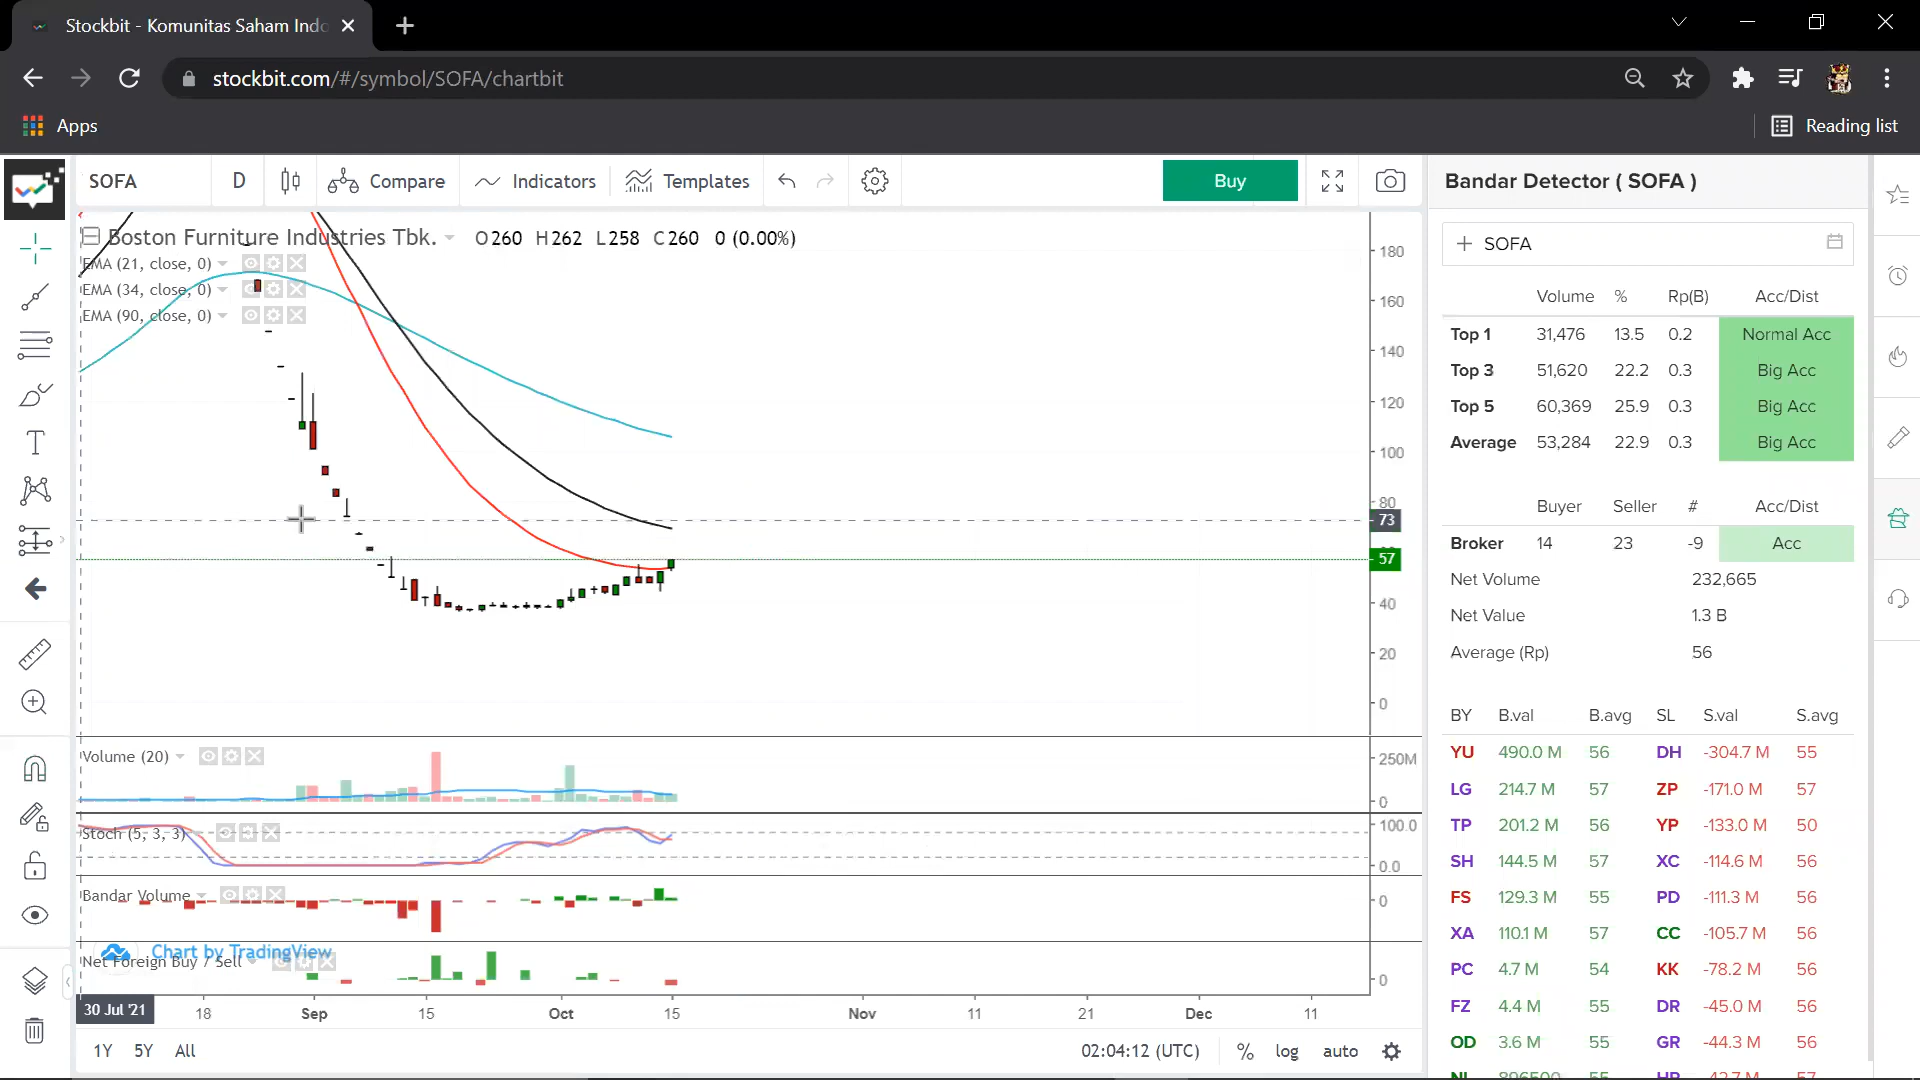 Stockbit - Komunitas Saham Indo
stockbit.com/#/symbol/SOFA/chartbit
Apps
Reading list
SOFA
D
Compare
Indicators
Templates
Buy
Boston Furniture Industries Tbk. O260 H262 L258 C260 0 (0.00%)
EMA (21, close, 0)
EMA (34, close, 0)
EMA (90, close, 0)
180
160
140
120
100
80
73
57
40
20
0
Volume (20)
250M
0
Stoch (5, 3, 3)
100.0
0.0
Bandar Volume
0
Chart by TradingView
Net Foreign Buy / Sell
0
30 Jul '21
18 Sep 15 Oct 15 Nov 11 21 Dec 11
1Y 5Y All
02:04:12 (UTC) % log auto
Bandar Detector ( SOFA )
SOFA
Volume % Rp(B) Acc/Dist
Top 1 31,476 13.5 0.2 Normal Acc
Top 3 51,620 22.2 0.3 Big Acc
Top 5 60,369 25.9 0.3 Big Acc
Average 53,284 22.9 0.3 Big Acc
Buyer Seller # Acc/Dist
Broker 14 23 -9 Acc
Net Volume 232,665
Net Value 1.3 B
Average (Rp) 56
BY B.val B.avg SL S.val S.avg
YU 490.0 M 56 DH -304.7 M 55
LG 214.7 M 57 ZP -171.0 M 57
TP 201.2 M 56 YP -133.0 M 50
SH 144.5 M 57 XC -114.6 M 56
FS 129.3 M 55 PD -111.3 M 56
XA 110.1 M 57 CC -105.7 M 56
PC 4.7 M 54 KK -78.2 M 56
FZ 4.4 M 55 DR -45.0 M 56
OD 3.6 M 55 GR -44.3 M 56